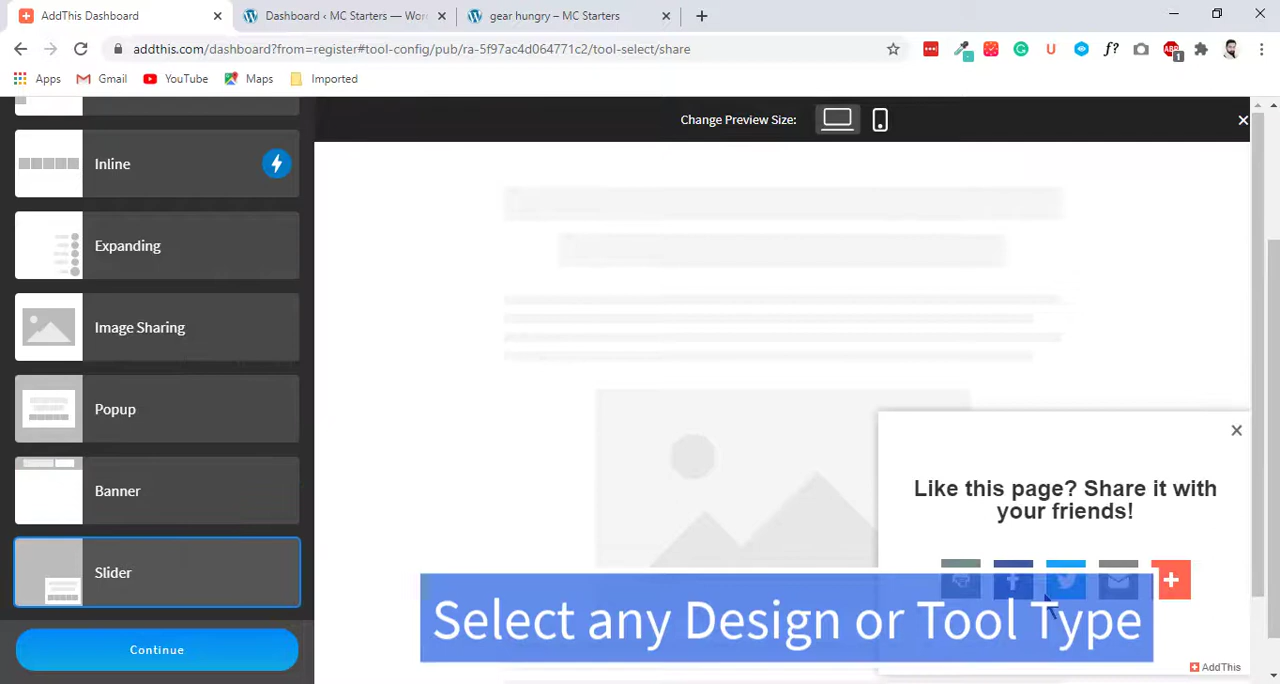 AddThis Dashboard
Dashboard ‹ MC Starters — Wor
gear hungry – MC Starters
addthis.com/dashboard?from=register#tool-config/pub/ra-5f97ac4d064771c2/tool-select/share
Apps
Gmail
YouTube
Maps
Imported
Change Preview Size:
Inline
Expanding
Image Sharing
Popup
Banner
Slider
Continue
Like this page? Share it with
your friends!
Select any Design or Tool Type
AddThis